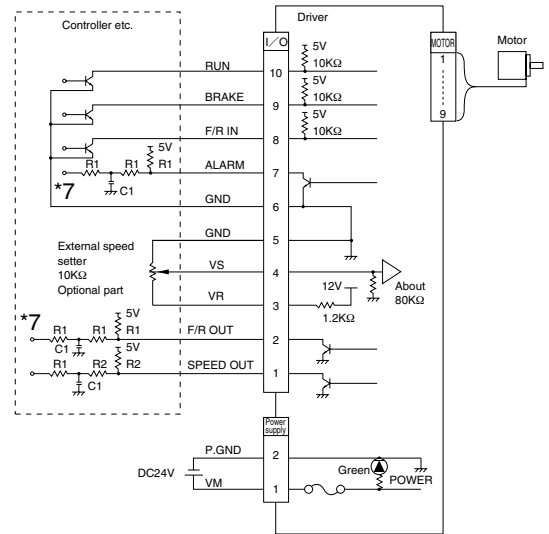 Controller etc.
Driver
I/O
MOTOR
Motor
1
9
5V
10KΩ
RUN
10
5V
10KΩ
BRAKE
9
5V
10KΩ
F/R IN
8
5V
R1
R1
R1
C1
ALARM
7
*7
GND
6
GND
5
External speed
setter
10KΩ
Optional part
VS
4
About
80KΩ
VR
3
12V
1.2KΩ
*7
5V
R1
R1
R1
C1
F/R OUT
2
5V
R1
R2
R2
C1
SPEED OUT
1
Power
supply
P.GND
2
DC24V
VM
1
Green
POWER